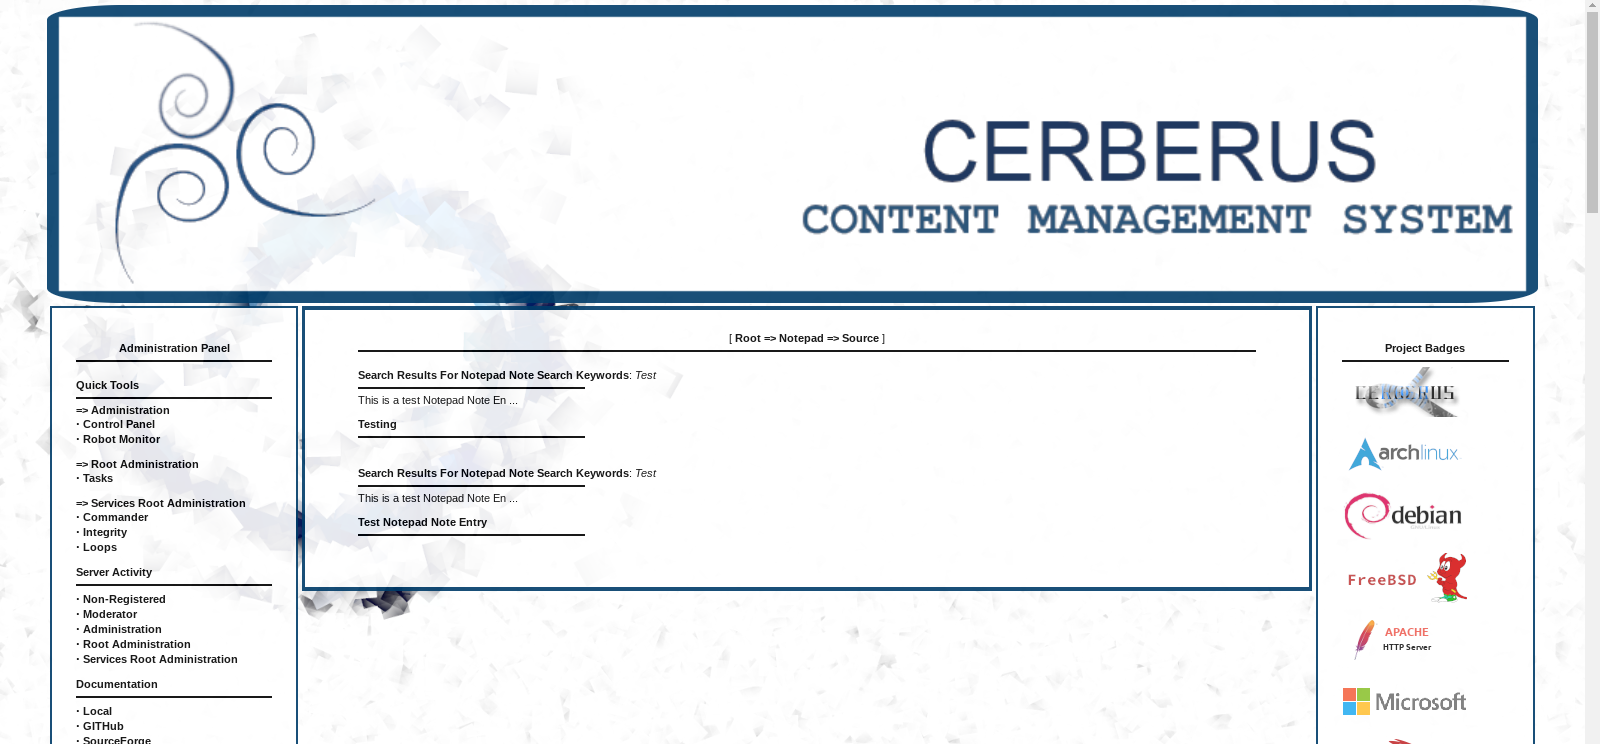 CERBERUS
CONTENT MANAGEMENT SYSTEM
Administration Panel
Quick Tools
=> Administration
· Control Panel
· Robot Monitor
=> Root Administration
· Tasks
=> Services Root Administration
· Commander
· Integrity
· Loops
Server Activity
· Non-Registered
· Moderator
· Administration
· Root Administration
· Services Root Administration
Documentation
· Local
· GITHub
· SourceForge
[ Root => Notepad => Source ]
Search Results For Notepad Note Search Keywords: Test
This is a test Notepad Note En ...
Testing
Search Results For Notepad Note Search Keywords: Test
This is a test Notepad Note En ...
Test Notepad Note Entry
Project Badges
CERBERUS
archlinux
debian
FreeBSD
APACHE
HTTP Server
Microsoft